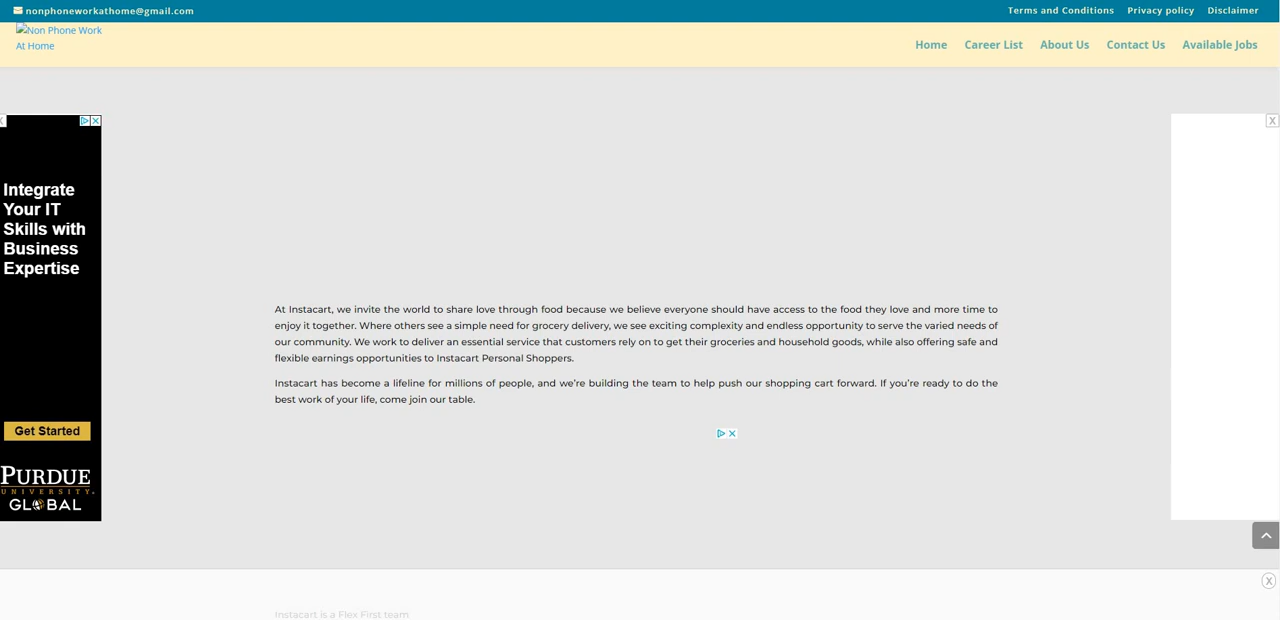 nonphoneworkathome@gmail.com
Terms and Conditions Privacy policy Disclaimer
Non Phone Work
At Home
Home Career List About Us Contact Us Available Jobs
X
Integrate
Your IT
Skills with
Business
Expertise
Get Started
PURDUE
UNIVERSITY
GLOBAL
At Instacart, we invite the world to share love through food because we believe everyone should have access to the food they love and more time to
enjoy it together. Where others see a simple need for grocery delivery, we see exciting complexity and endless opportunity to serve the varied needs of
our community. We work to deliver an essential service that customers rely on to get their groceries and household goods, while also offering safe and
flexible earnings opportunities to Instacart Personal Shoppers.
Instacart has become a lifeline for millions of people, and we're building the team to help push our shopping cart forward. If you're ready to do the
best work of your life, come join our table.
X
Instacart is a Flex First team